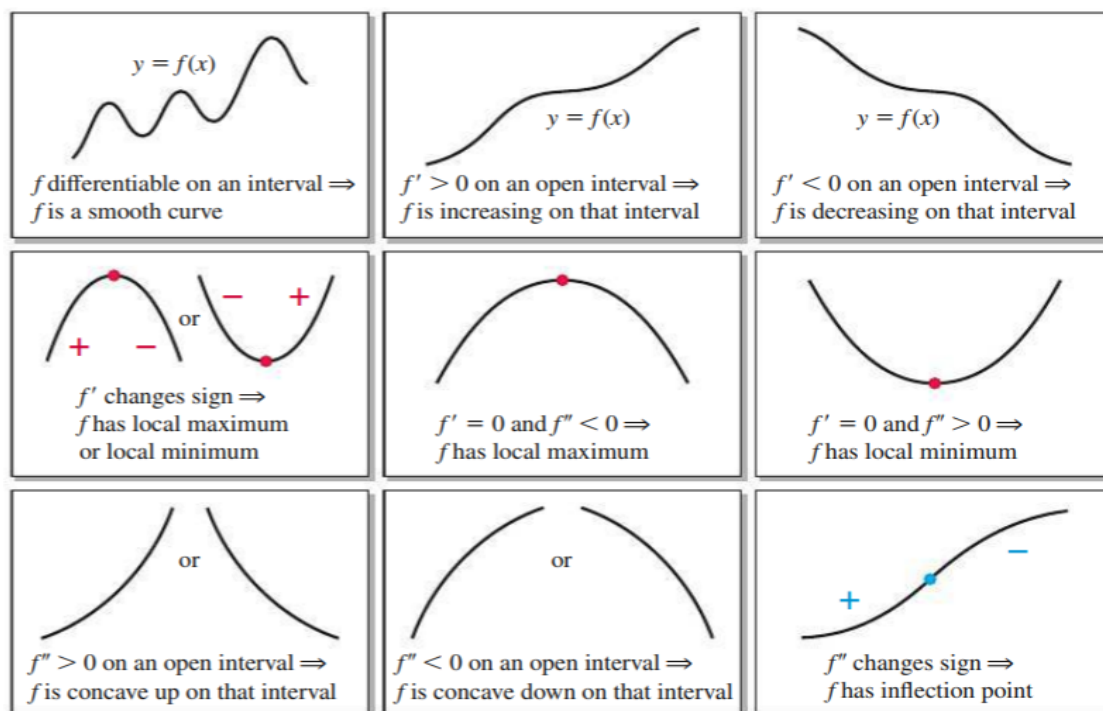 y = f(x)
f differentiable on an interval ⇒
f is a smooth curve
y = f(x)
f′ > 0 on an open interval ⇒
f is increasing on that interval
y = f(x)
f′ < 0 on an open interval ⇒
f is decreasing on that interval
+ − or − +
f′ changes sign ⇒
f has local maximum
or local minimum
f′ = 0 and f″ < 0 ⇒
f has local maximum
f′ = 0 and f″ > 0 ⇒
f has local minimum
or
f″ > 0 on an open interval ⇒
f is concave up on that interval
or
f″ < 0 on an open interval ⇒
f is concave down on that interval
+ −
f″ changes sign ⇒
f has inflection point